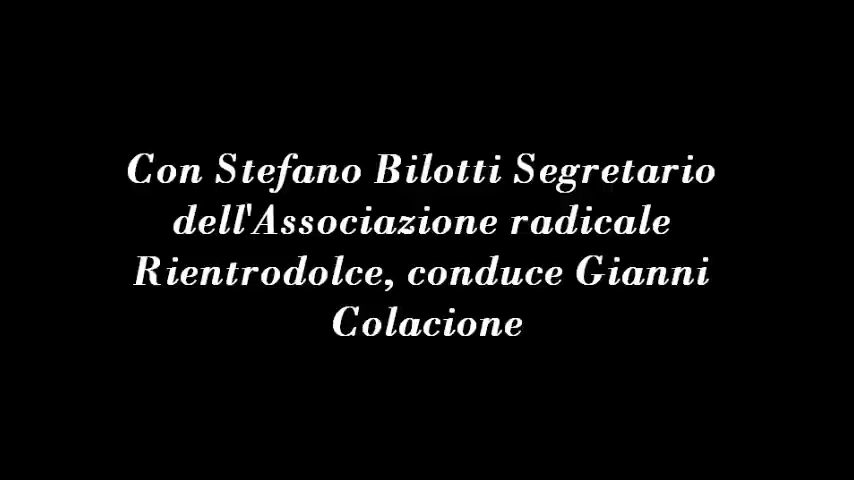 Con Stefano Bilotti Segretario
dell'Associazione radicale
Rientrodolce, conduce Gianni
Colacione